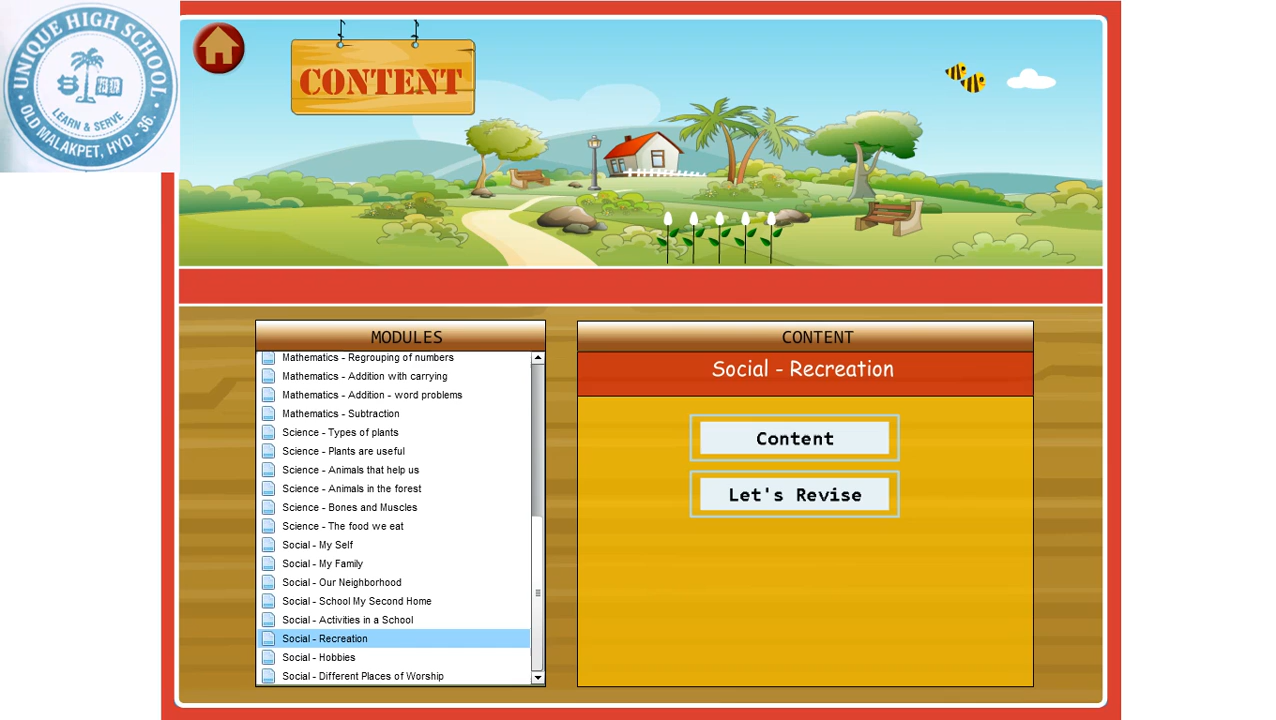 UNIQUE HIGH SCHOOL
LEARN & SERVE
OLD MALAKPET, HYD - 36.
CONTENT
MODULES
Mathematics - Regrouping of numbers
Mathematics - Addition with carrying
Mathematics - Addition - word problems
Mathematics - Subtraction
Science - Types of plants
Science - Plants are useful
Science - Animals that help us
Science - Animals in the forest
Science - Bones and Muscles
Science - The food we eat
Social - My Self
Social - My Family
Social - Our Neighborhood
Social - School My Second Home
Social - Activities in a School
Social - Recreation
Social - Hobbies
Social - Different Places of Worship
CONTENT
Social - Recreation
Content
Let's Revise